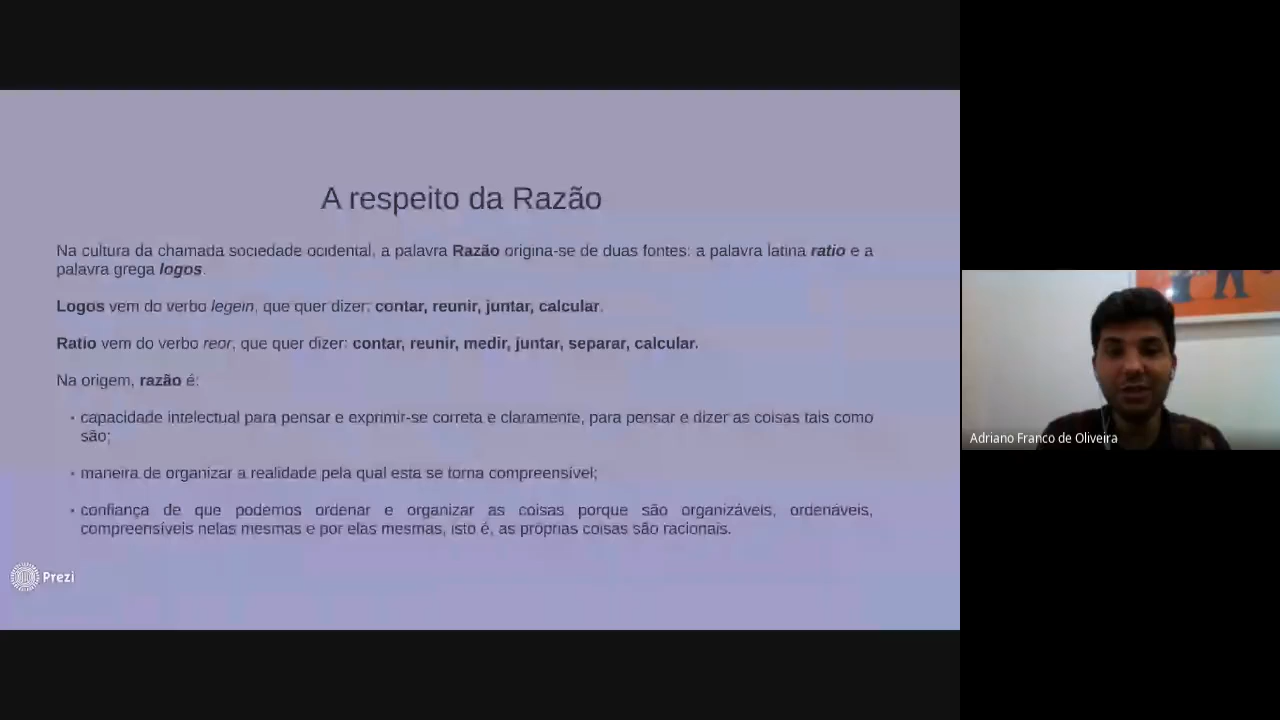 A respeito da Razão
Na cultura da chamada sociedade ocidental, a palavra Razão origina-se de duas fontes: a palavra latina ratio e a
palavra grega logos.
Logos vem do verbo legein, que quer dizer: contar, reunir, juntar, calcular.
Ratio vem do verbo reor, que quer dizer: contar, reunir, medir, juntar, separar, calcular.
Na origem, razão é:
• capacidade intelectual para pensar e exprimir-se correta e claramente, para pensar e dizer as coisas tais como
são;
• maneira de organizar a realidade pela qual esta se torna compreensível;
• confiança de que podemos ordenar e organizar as coisas porque são organizáveis, ordenáveis,
compreensíveis nelas mesmas e por elas mesmas, isto é, as próprias coisas são racionais.
Prezi
Adriano Franco de Oliveira